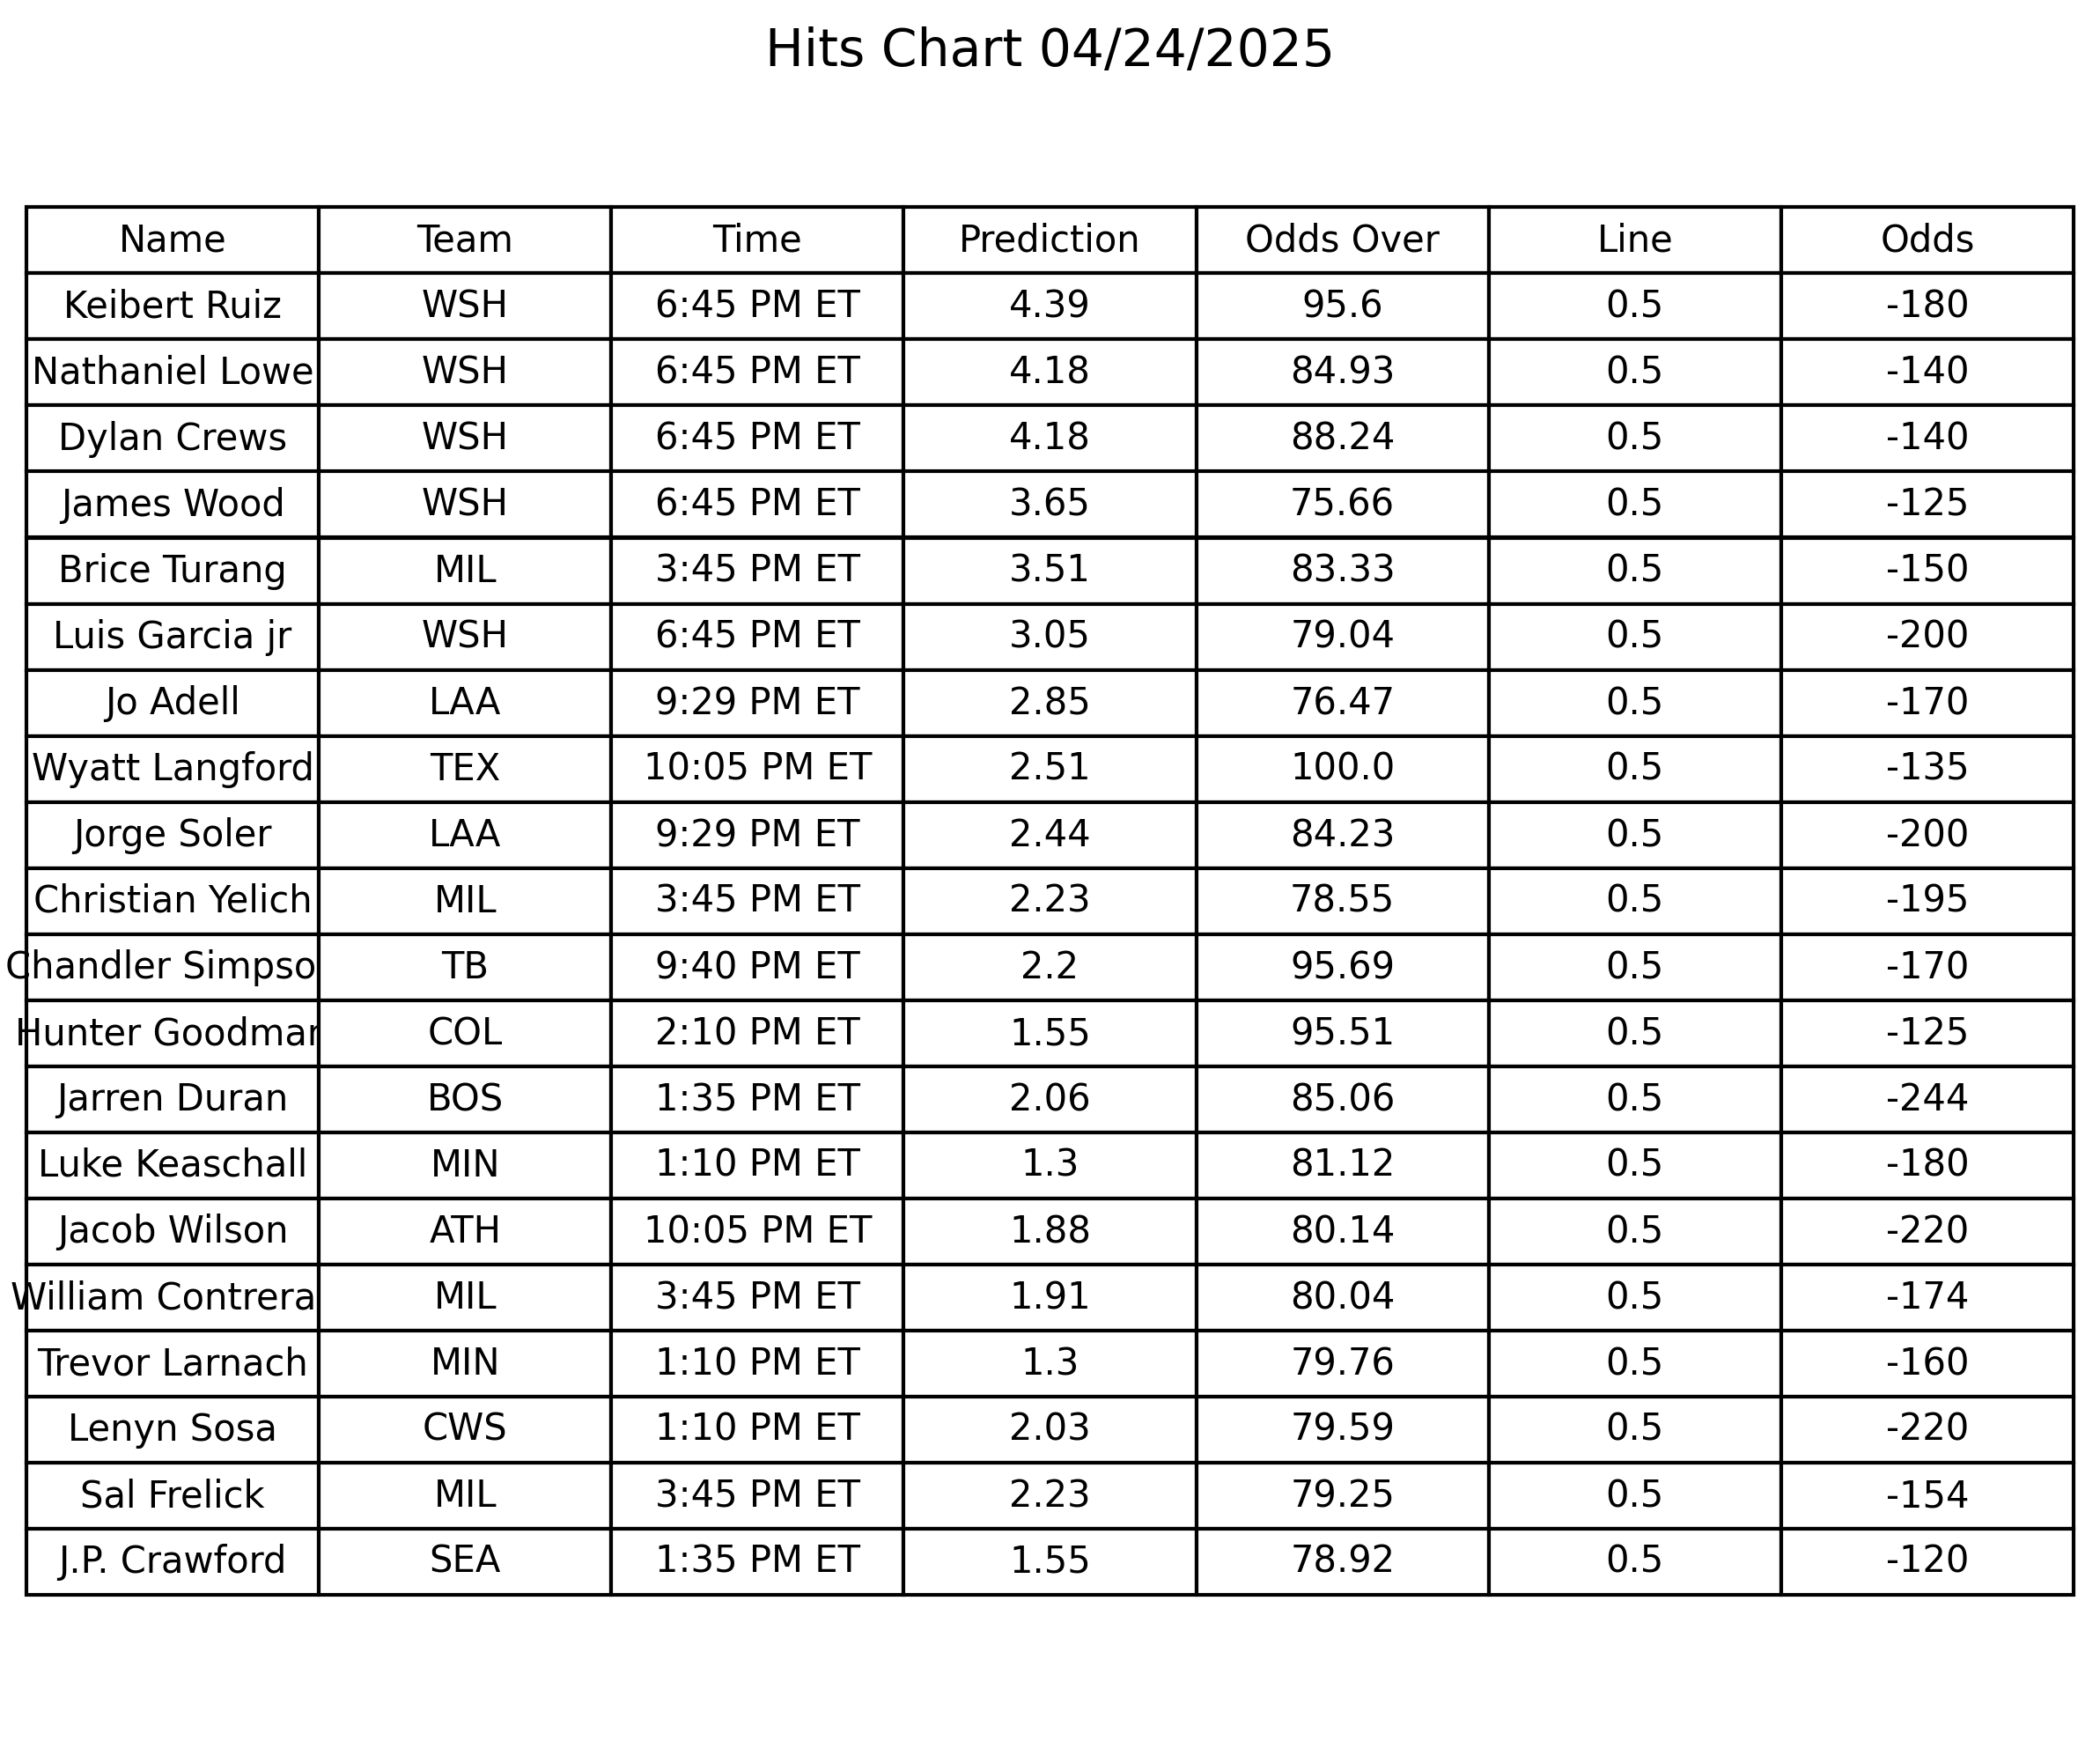 Hits Chart 04/24/2025
Name Team Time Prediction Odds Over Line Odds
Keibert Ruiz WSH 6:45 PM ET 4.39 95.6 0.5 -180
Nathaniel Lowe WSH 6:45 PM ET 4.18 84.93 0.5 -140
Dylan Crews WSH 6:45 PM ET 4.18 88.24 0.5 -140
James Wood WSH 6:45 PM ET 3.65 75.66 0.5 -125
Brice Turang MIL 3:45 PM ET 3.51 83.33 0.5 -150
Luis Garcia jr WSH 6:45 PM ET 3.05 79.04 0.5 -200
Jo Adell LAA 9:29 PM ET 2.85 76.47 0.5 -170
Wyatt Langford TEX 10:05 PM ET 2.51 100.0 0.5 -135
Jorge Soler LAA 9:29 PM ET 2.44 84.23 0.5 -200
Christian Yelich MIL 3:45 PM ET 2.23 78.55 0.5 -195
Chandler Simpso TB 9:40 PM ET 2.2 95.69 0.5 -170
Hunter Goodman COL 2:10 PM ET 1.55 95.51 0.5 -125
Jarren Duran BOS 1:35 PM ET 2.06 85.06 0.5 -244
Luke Keaschall MIN 1:10 PM ET 1.3 81.12 0.5 -180
Jacob Wilson ATH 10:05 PM ET 1.88 80.14 0.5 -220
William Contrera MIL 3:45 PM ET 1.91 80.04 0.5 -174
Trevor Larnach MIN 1:10 PM ET 1.3 79.76 0.5 -160
Lenyn Sosa CWS 1:10 PM ET 2.03 79.59 0.5 -220
Sal Frelick MIL 3:45 PM ET 2.23 79.25 0.5 -154
J.P. Crawford SEA 1:35 PM ET 1.55 78.92 0.5 -120